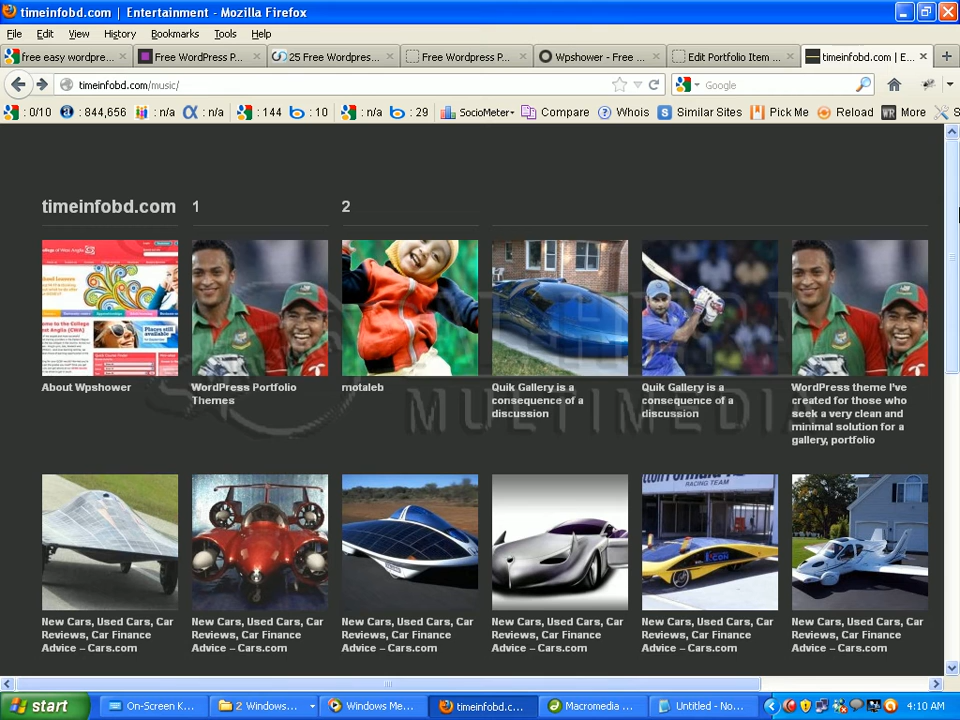 timeinfobd.com | Entertainment - Mozilla Firefox
File Edit View History Bookmarks Tools Help
free easy wordpre... Free WordPress P... 25 Free Wordpres... Free Wordpress P... Wpshower - Free ... Edit Portfolio Item ... timeinfobd.com | E...
timeinfobd.com/music/ Google
: 0/10 : 844,656 : n/a : n/a : 144 : 10 : n/a : 29 SocioMeter Compare Whois Similar Sites Pick Me Reload More S
timeinfobd.com 1 2
About Wpshower
WordPress Portfolio
Themes
motaleb
Quik Gallery is a
consequence of a
discussion
Quik Gallery is a
consequence of a
discussion
WordPress theme I've
created for those who
seek a very clean and
minimal solution for a
gallery, portfolio
MULTIMEDIA
RACING TEAM
New Cars, Used Cars, Car
Reviews, Car Finance
Advice – Cars.com
New Cars, Used Cars, Car
Reviews, Car Finance
Advice – Cars.com
New Cars, Used Cars, Car
Reviews, Car Finance
Advice – Cars.com
New Cars, Used Cars, Car
Reviews, Car Finance
Advice – Cars.com
New Cars, Used Cars, Car
Reviews, Car Finance
Advice – Cars.com
New Cars, Used Cars, Car
Reviews, Car Finance
Advice – Cars.com
start On-Screen K... 2 Windows... Windows Me... timeinfobd.c... Macromedia ... Untitled - No... 4:10 AM